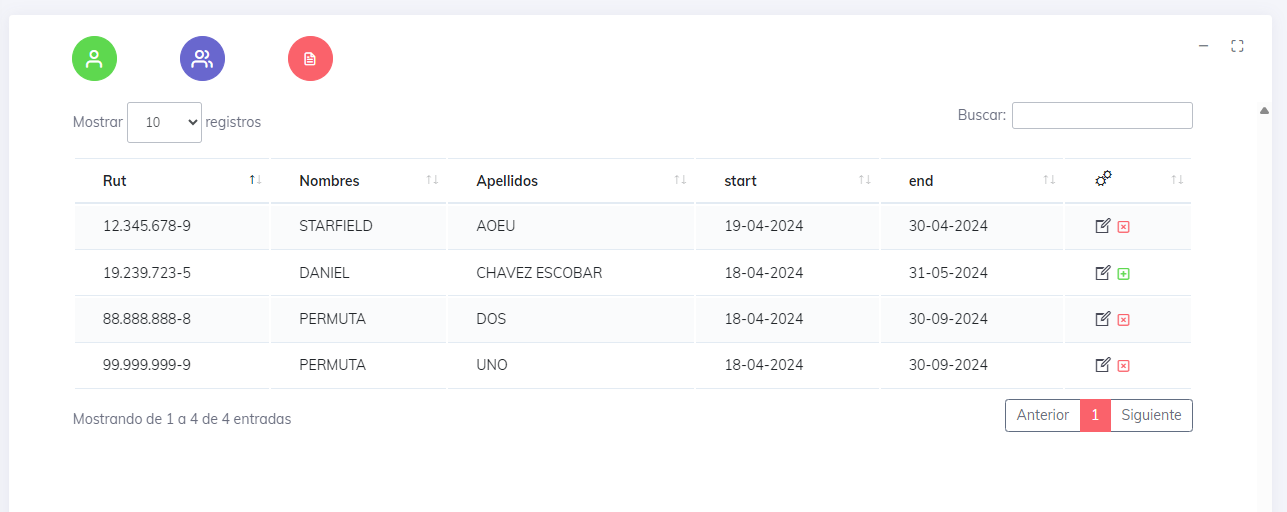 Mostrar 10 registros Buscar:
Rut Nombres Apellidos start end
12.345.678-9 STARFIELD AOEU 19-04-2024 30-04-2024
19.239.723-5 DANIEL CHAVEZ ESCOBAR 18-04-2024 31-05-2024
88.888.888-8 PERMUTA DOS 18-04-2024 30-09-2024
99.999.999-9 PERMUTA UNO 18-04-2024 30-09-2024
Mostrando de 1 a 4 de 4 entradas Anterior 1 Siguiente